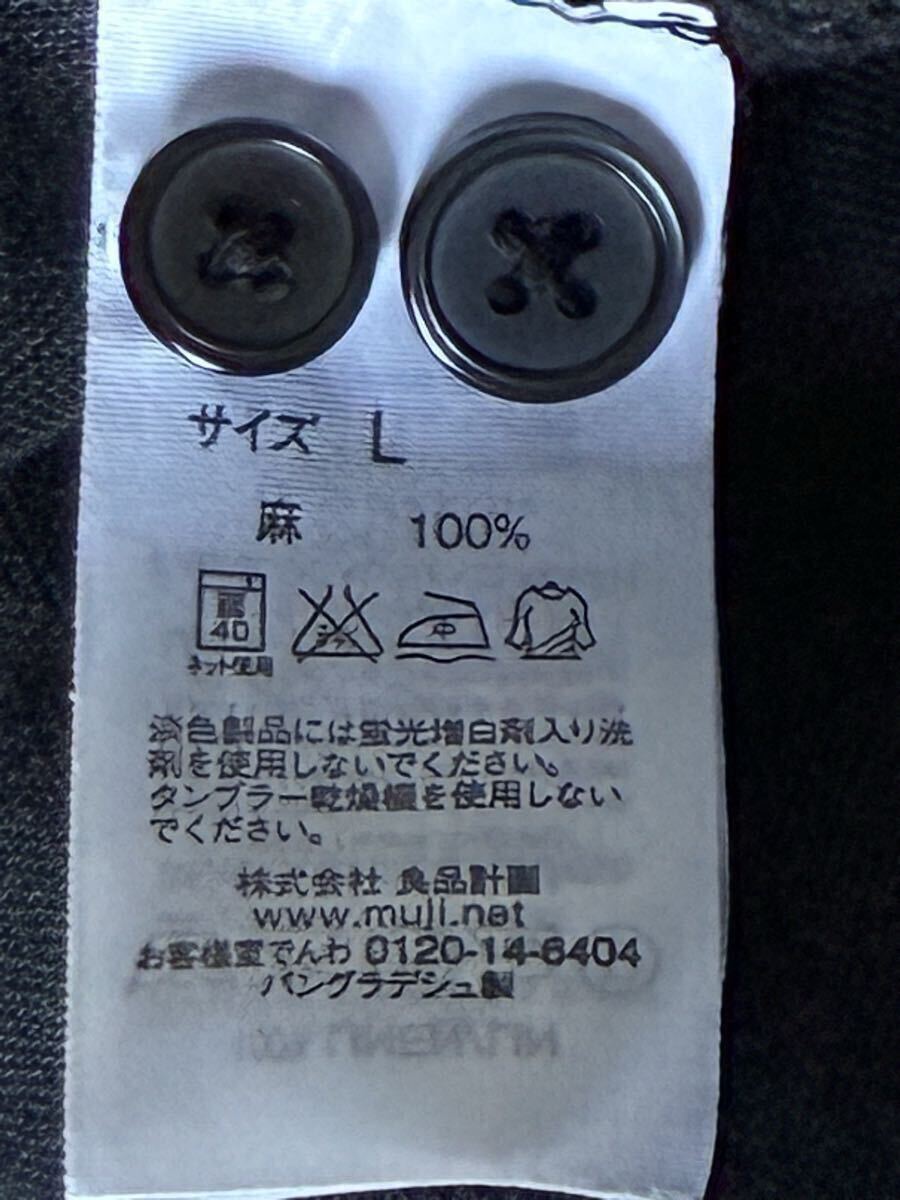 サイズ L
麻 100%
弱
40
ネット使用
中
淡色製品には蛍光増白剤入り洗
剤を使用しないでください。
タンブラー乾燥機を使用しない
でください。
株式会社 良品計画
www.muji.net
お客様室でんわ 0120-14-6404
バングラデシュ製